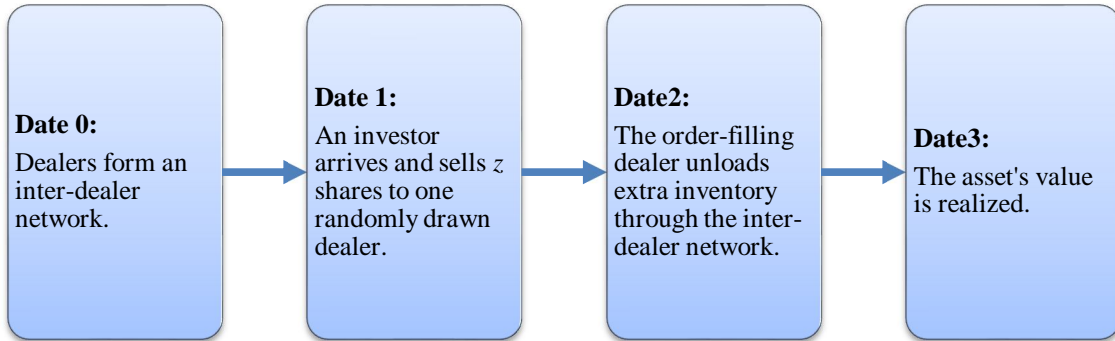 Date 0:
Dealers form an
inter-dealer
network.
Date 1:
An investor
arrives and sells z
shares to one
randomly drawn
dealer.
Date2:
The order-filling
dealer unloads
extra inventory
through the inter-
dealer network.
Date3:
The asset's value
is realized.